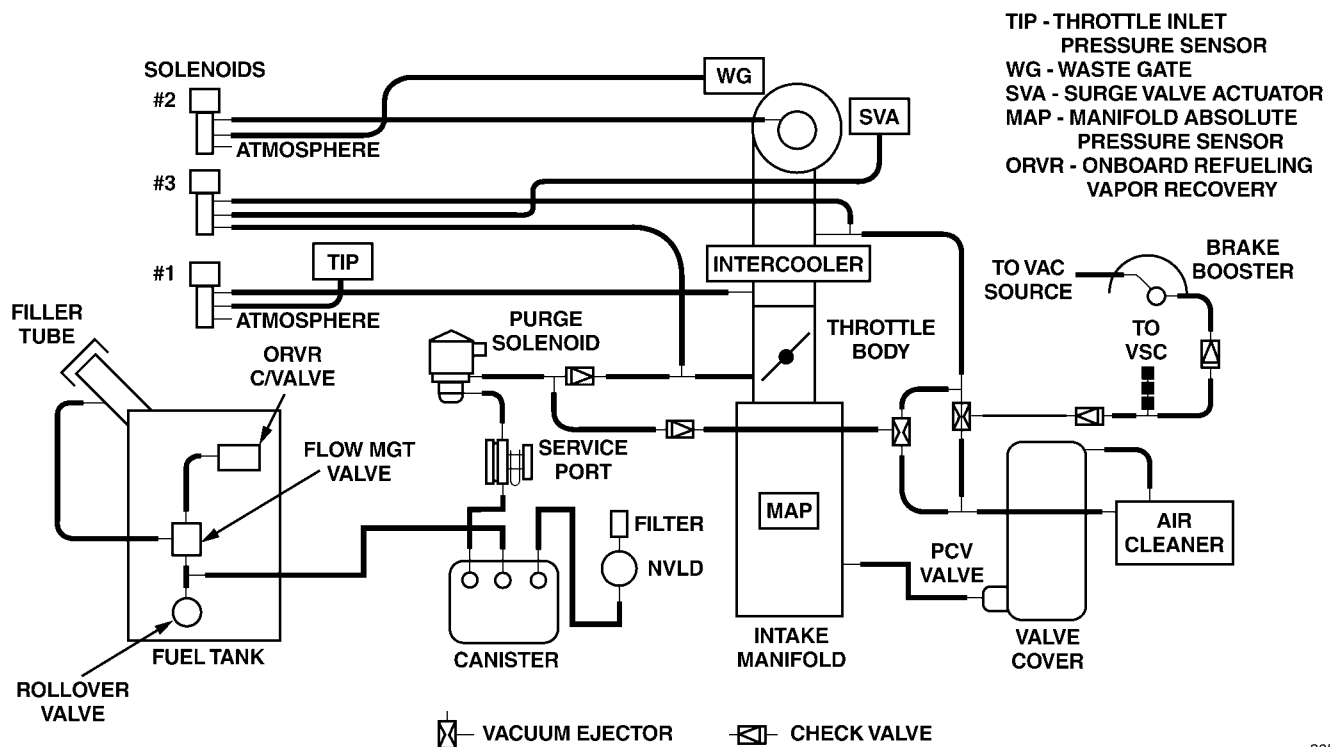 TIP - THROTTLE INLET
PRESSURE SENSOR
WG - WASTE GATE
SVA - SURGE VALVE ACTUATOR
MAP - MANIFOLD ABSOLUTE
PRESSURE SENSOR
ORVR - ONBOARD REFUELING
VAPOR RECOVERY
SOLENOIDS
#2
WG
SVA
ATMOSPHERE
#3
#1
TIP
INTERCOOLER
ATMOSPHERE
BRAKE
BOOSTER
TO VAC
SOURCE
TO
VSC
FILLER
TUBE
ORVR
C/VALVE
PURGE
SOLENOID
THROTTLE
BODY
FLOW MGT
VALVE
SERVICE
PORT
MAP
FILTER
NVLD
PCV
VALVE
AIR
CLEANER
FUEL TANK
CANISTER
INTAKE
MANIFOLD
VALVE
COVER
ROLLOVER
VALVE
VACUUM EJECTOR
CHECK VALVE